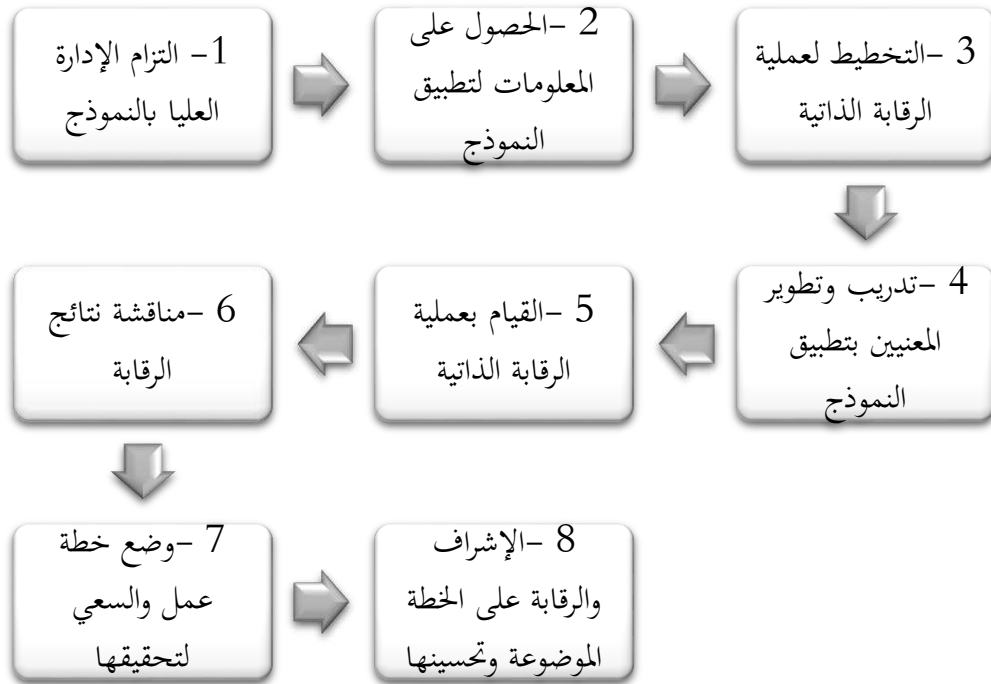 1- التزام الإدارة
العليا بالنموذج
2 -الحصول على
المعلومات لتطبيق
النموذج
3 -التخطيط لعملية
الرقابة الذاتية
4 -تدريب وتطوير
المعنيين بتطبيق
النموذج
5 -القيام بعملية
الرقابة الذاتية
6 -مناقشة نتائج
الرقابة
7 -وضع خطة
عمل والسعي
لتحقيقها
8 -الإشراف
والرقابة على الخطة
الموضوعة وتحسينها